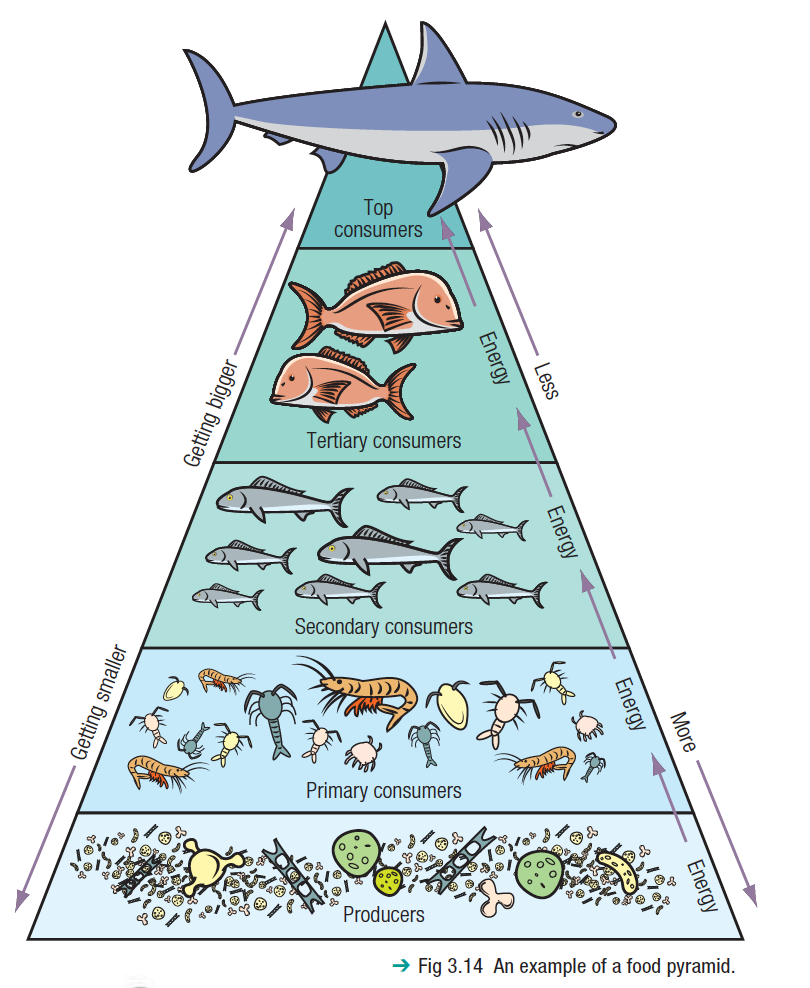 Top
consumers
Energy
Less
Getting bigger
Tertiary consumers
Energy
Secondary consumers
Getting smaller
Energy
More
Primary consumers
Energy
Producers
→ Fig 3.14 An example of a food pyramid.